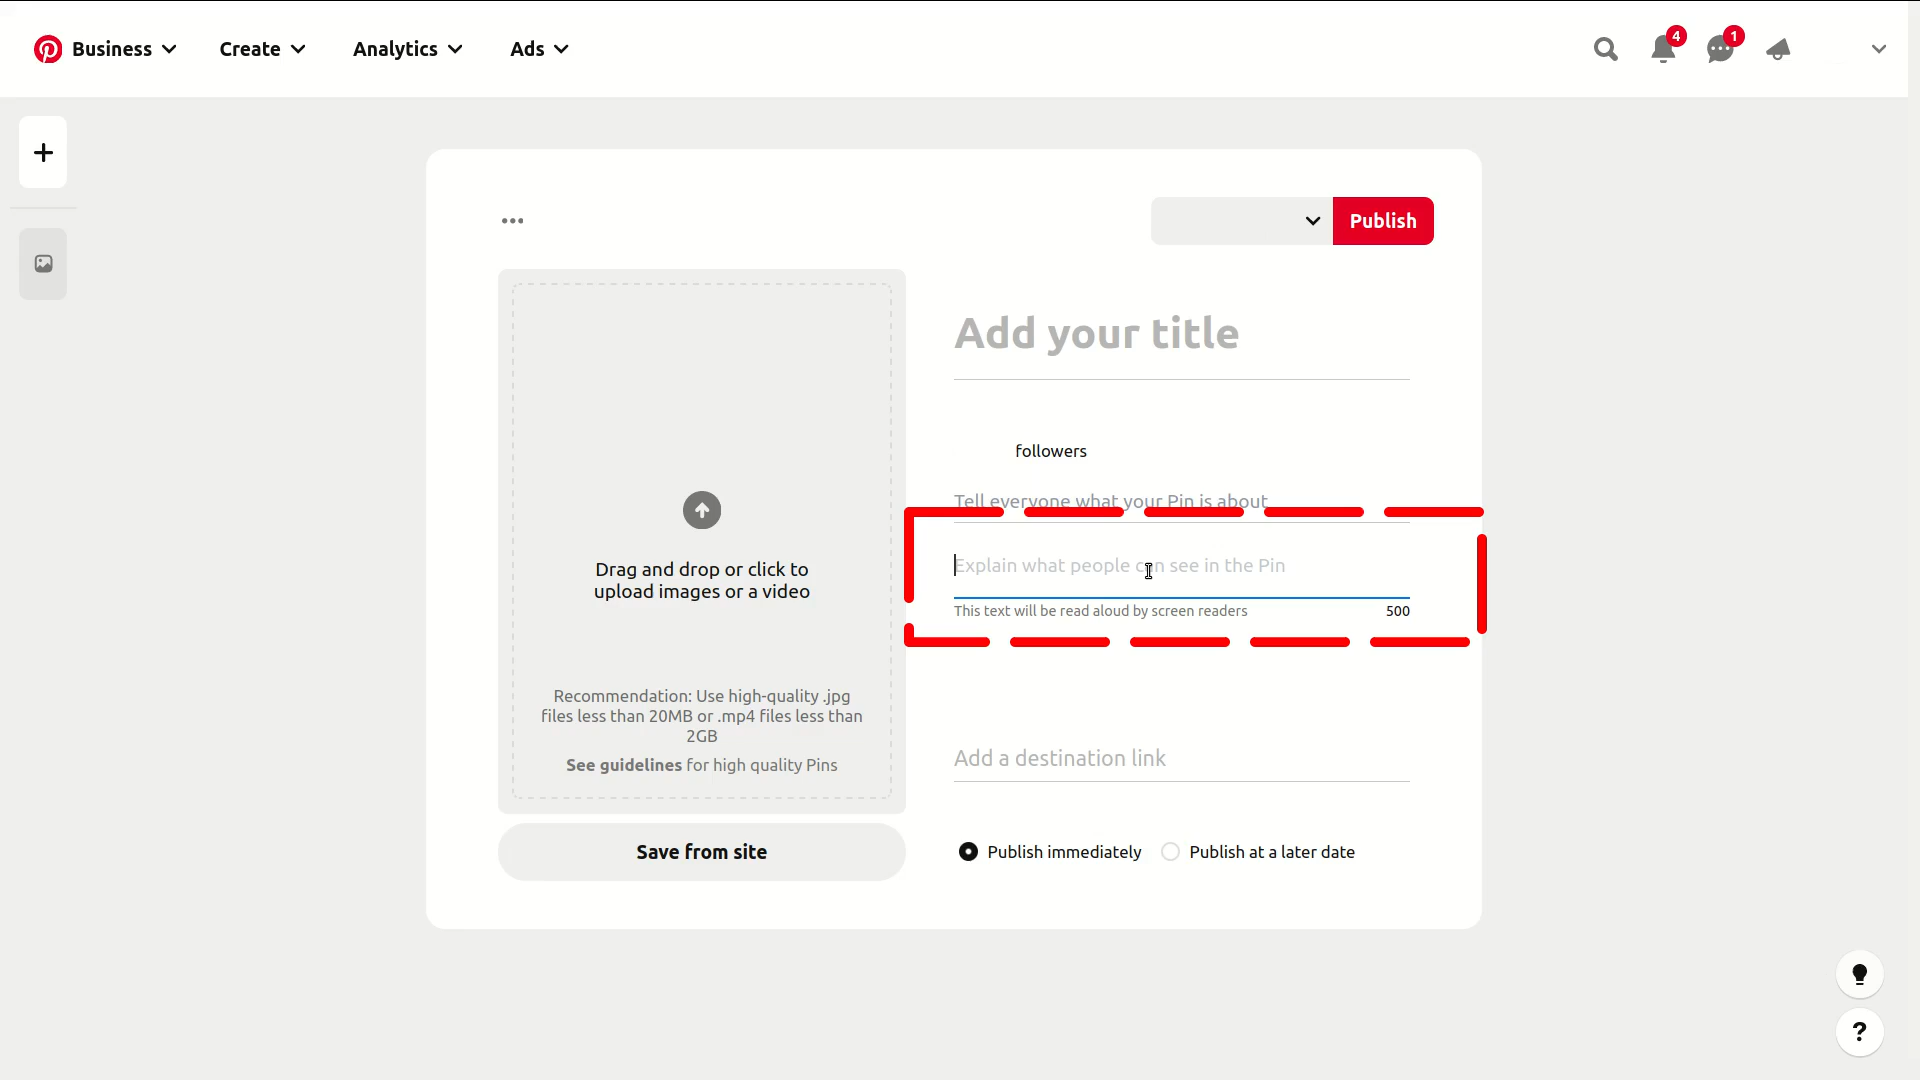 Business
Create
Analytics
Ads
4
1
Publish
Add your title
followers
Tell everyone what your Pin is about
Explain what people can see in the Pin
This text will be read aloud by screen readers
500
Drag and drop or click to
upload images or a video
Recommendation: Use high-quality .jpg
files less than 20MB or .mp4 files less than
2GB
See guidelines for high quality Pins
Add a destination link
Save from site
Publish immediately
Publish at a later date
?